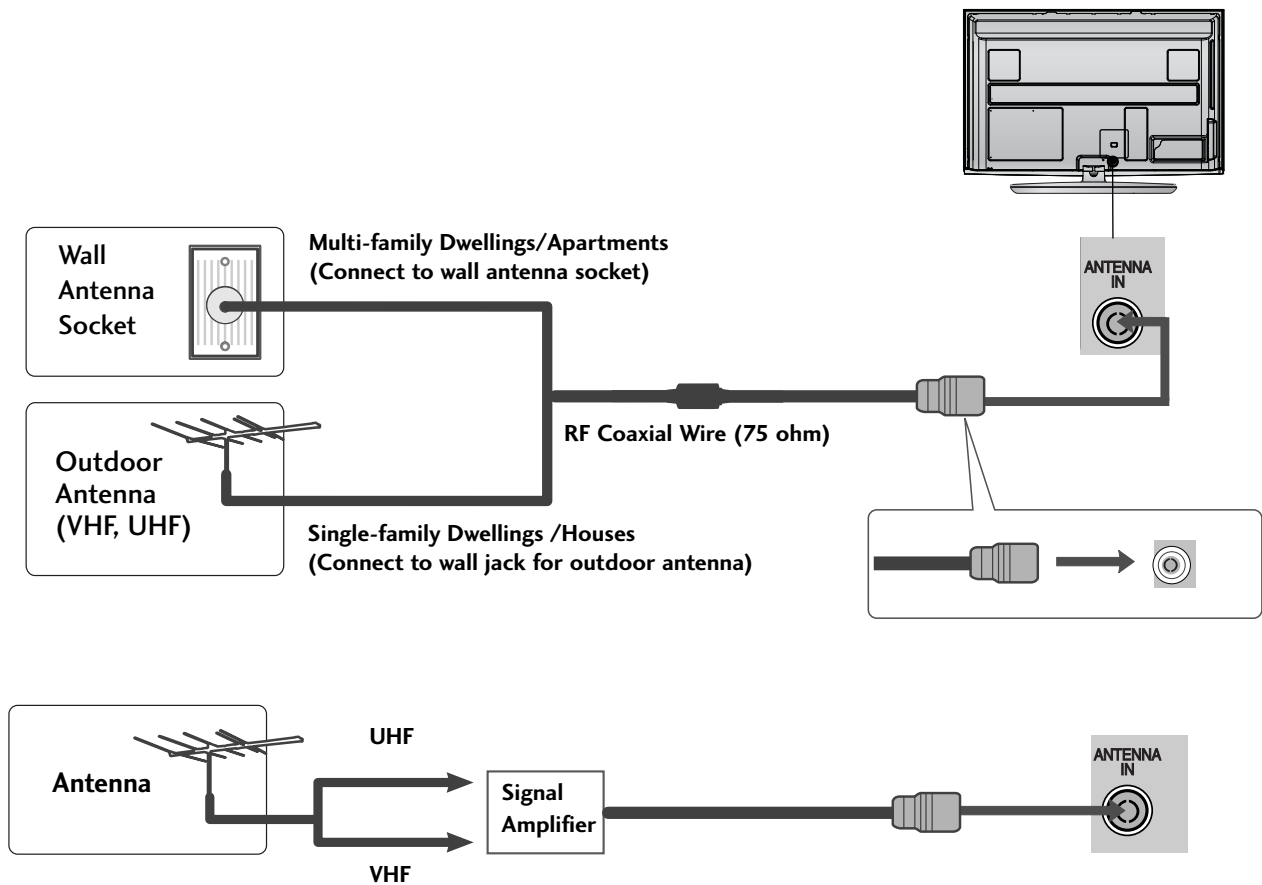 Wall
Antenna
Socket
Multi-family Dwellings/Apartments
(Connect to wall antenna socket)
ANTENNA
IN
RF Coaxial Wire (75 ohm)
Outdoor
Antenna
(VHF, UHF)
Single-family Dwellings /Houses
(Connect to wall jack for outdoor antenna)
Antenna
UHF
VHF
Signal
Amplifier
ANTENNA
IN